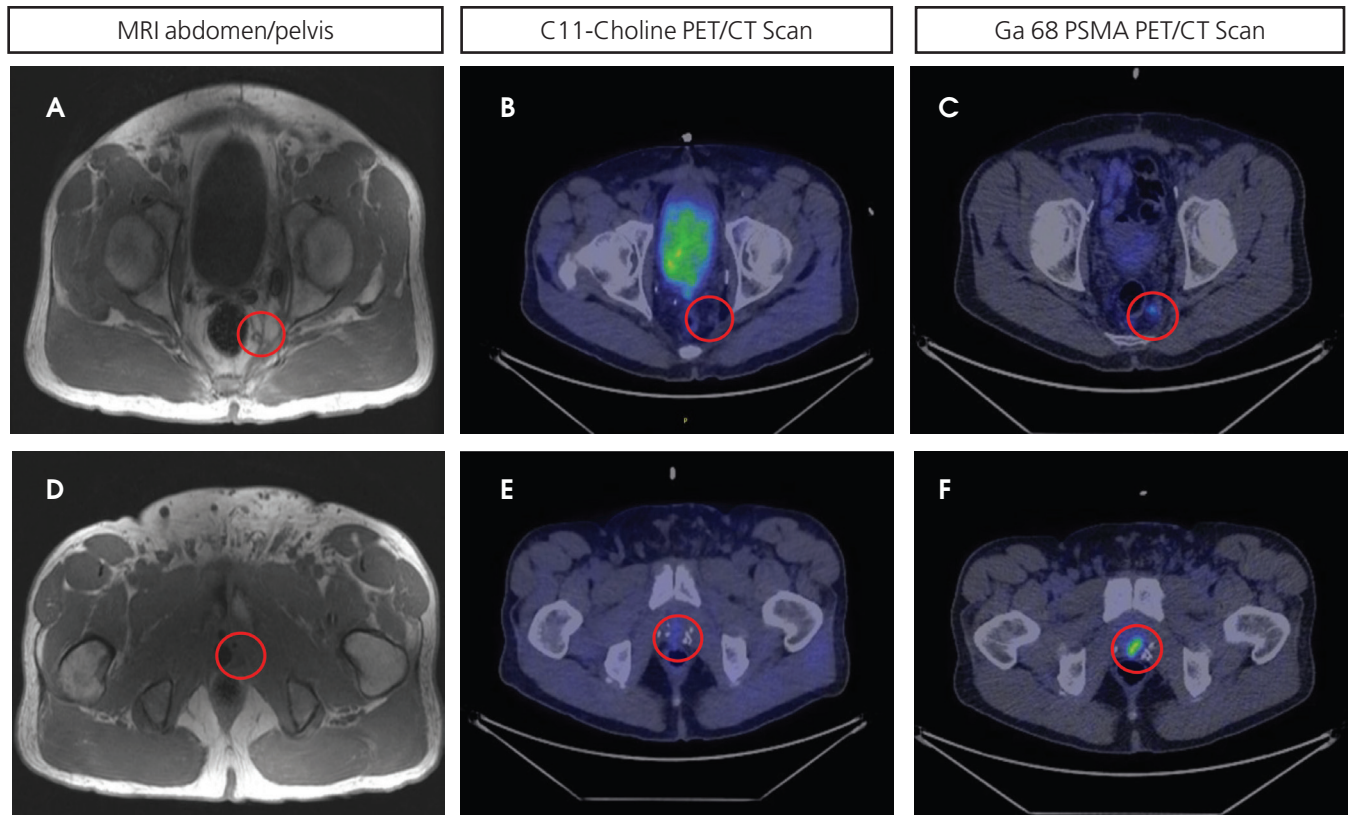 MRI abdomen/pelvis
C11-Choline PET/CT Scan
Ga 68 PSMA PET/CT Scan
A
B
C
D
E
F